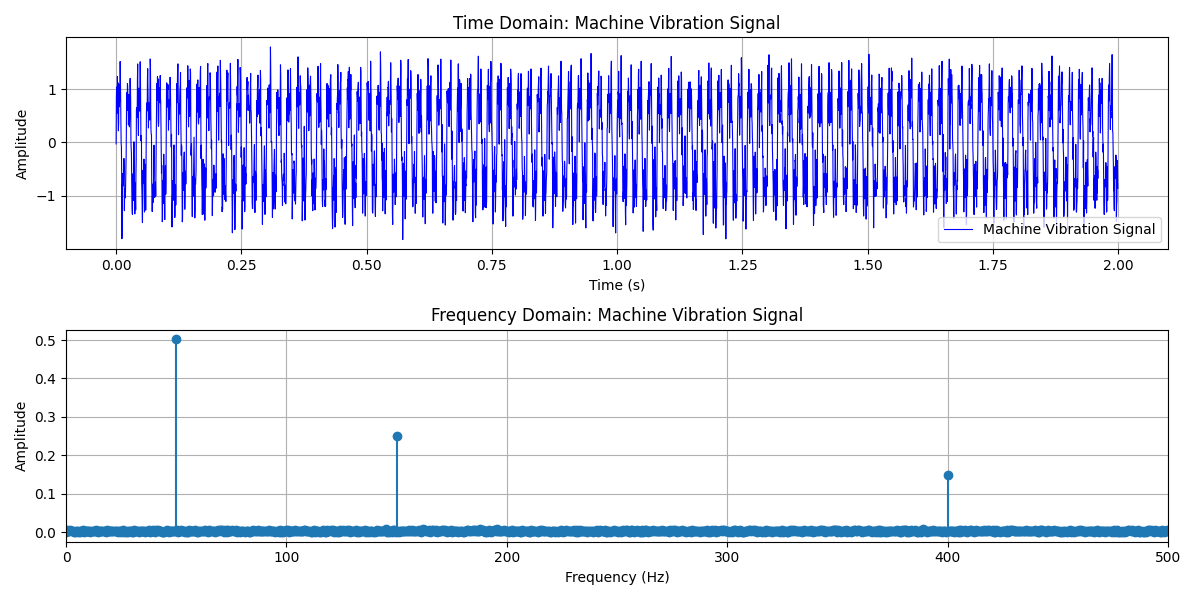 Time Domain: Machine Vibration Signal
Amplitude
1
0
−1
Machine Vibration Signal
0.00 0.25 0.50 0.75 1.00 1.25 1.50 1.75 2.00
Time (s)
Frequency Domain: Machine Vibration Signal
Amplitude
0.5
0.4
0.3
0.2
0.1
0.0
0 100 200 300 400 500
Frequency (Hz)